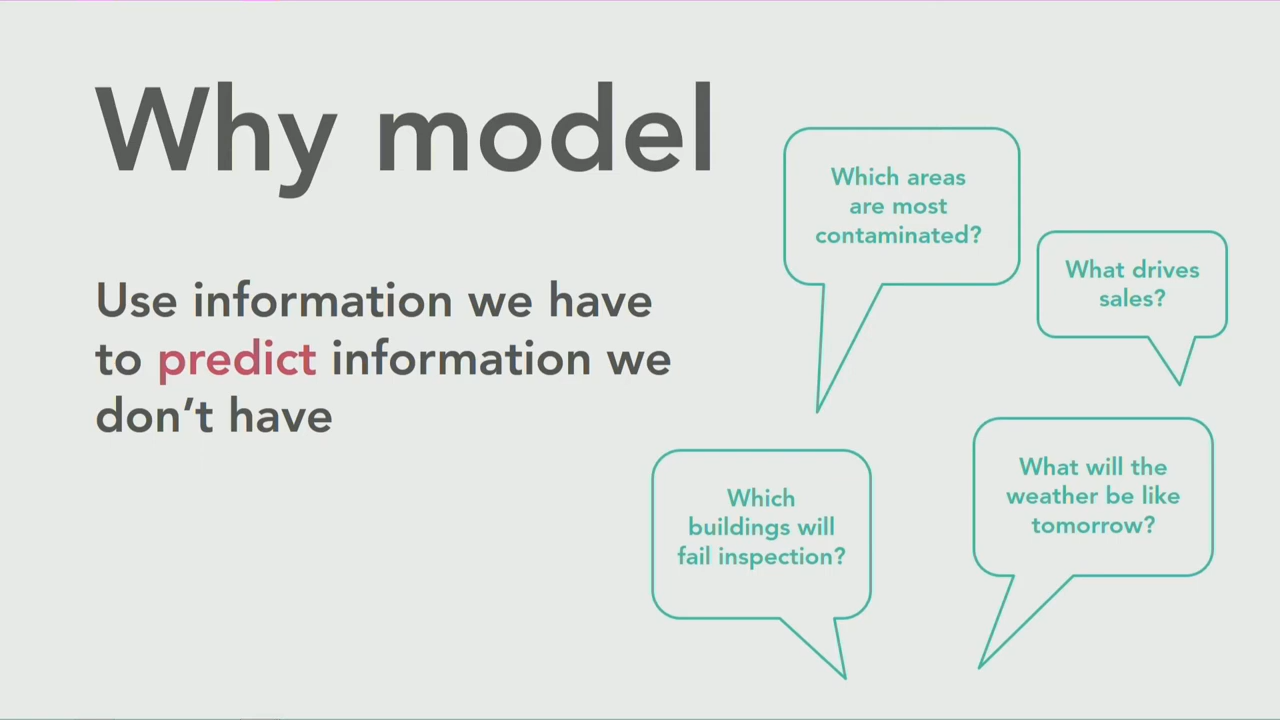 Why model
Use information we have
to predict information we
don’t have
Which areas
are most
contaminated?
What drives
sales?
Which
buildings will
fail inspection?
What will the
weather be like
tomorrow?